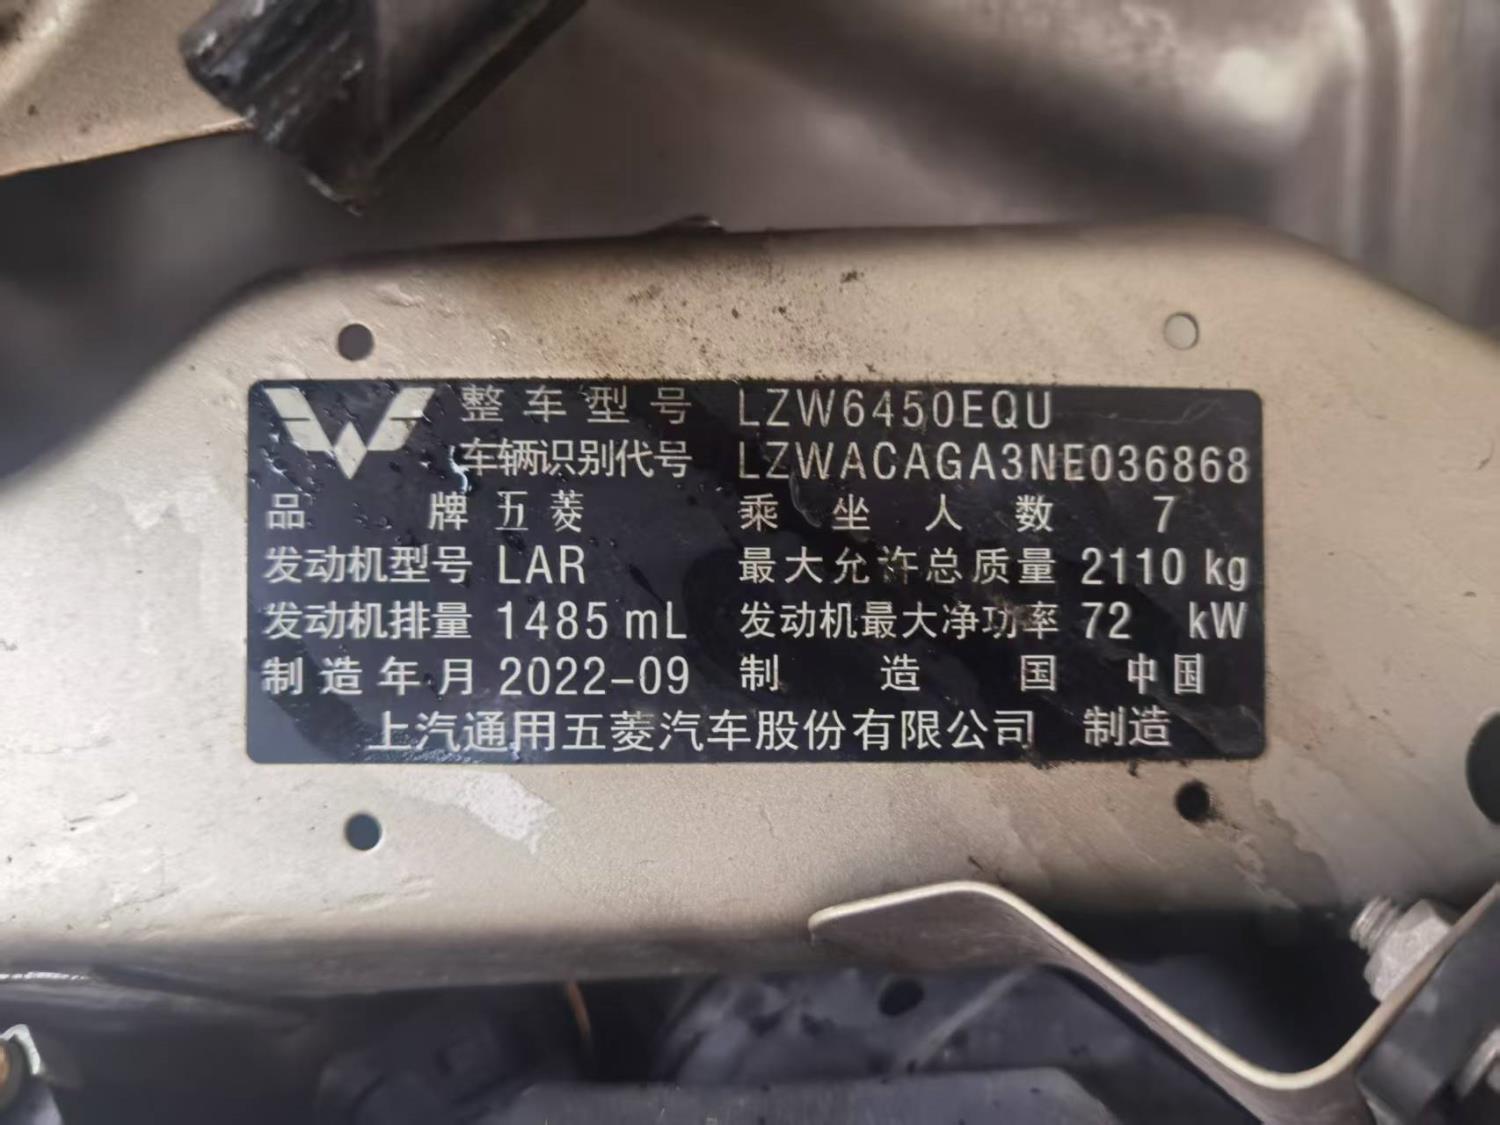 整车型号 LZW6450EQU
车辆识别代号 LZWACAGA3NE036868
品牌 五菱 乘坐人数 7
发动机型号 LAR 最大允许总质量 2110 kg
发动机排量 1485 mL 发动机最大净功率 72 kW
制造年月 2022-09 制造国 中国
上汽通用五菱汽车股份有限公司 制造